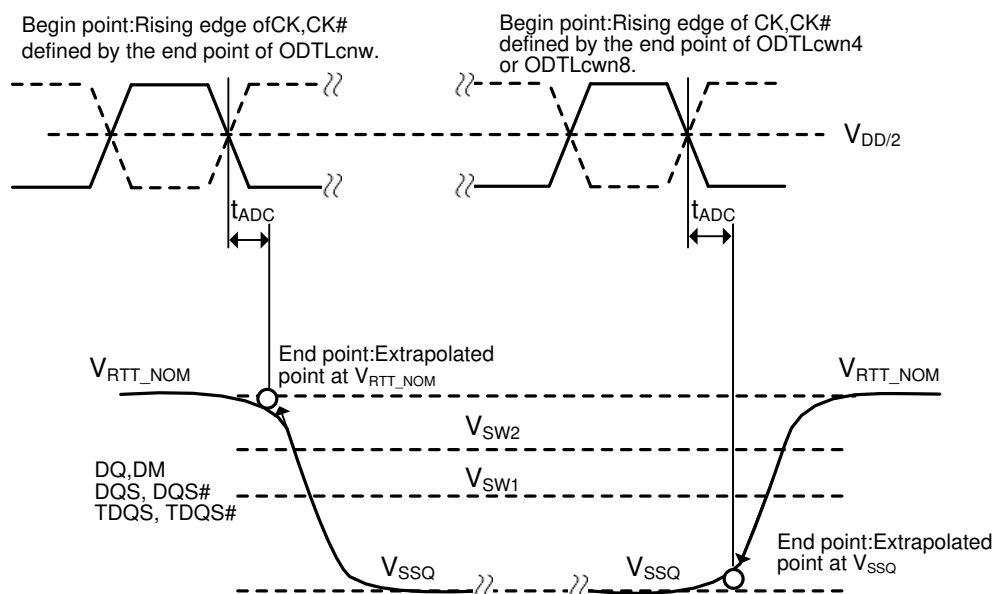 Begin point:Rising edge ofCK,CK#
defined by the end point of ODTLcnw.
Begin point:Rising edge of CK,CK#
defined by the end point of ODTLcwn4
or ODTLcwn8.
VDD/2
tADC
tADC
End point:Extrapolated
point at VRTT_NOM
VRTT_NOM
VRTT_NOM
VSW2
VSW1
DQ,DM
DQS, DQS#
TDQS, TDQS#
VSSQ
VSSQ
End point:Extrapolated
point at VSSQ